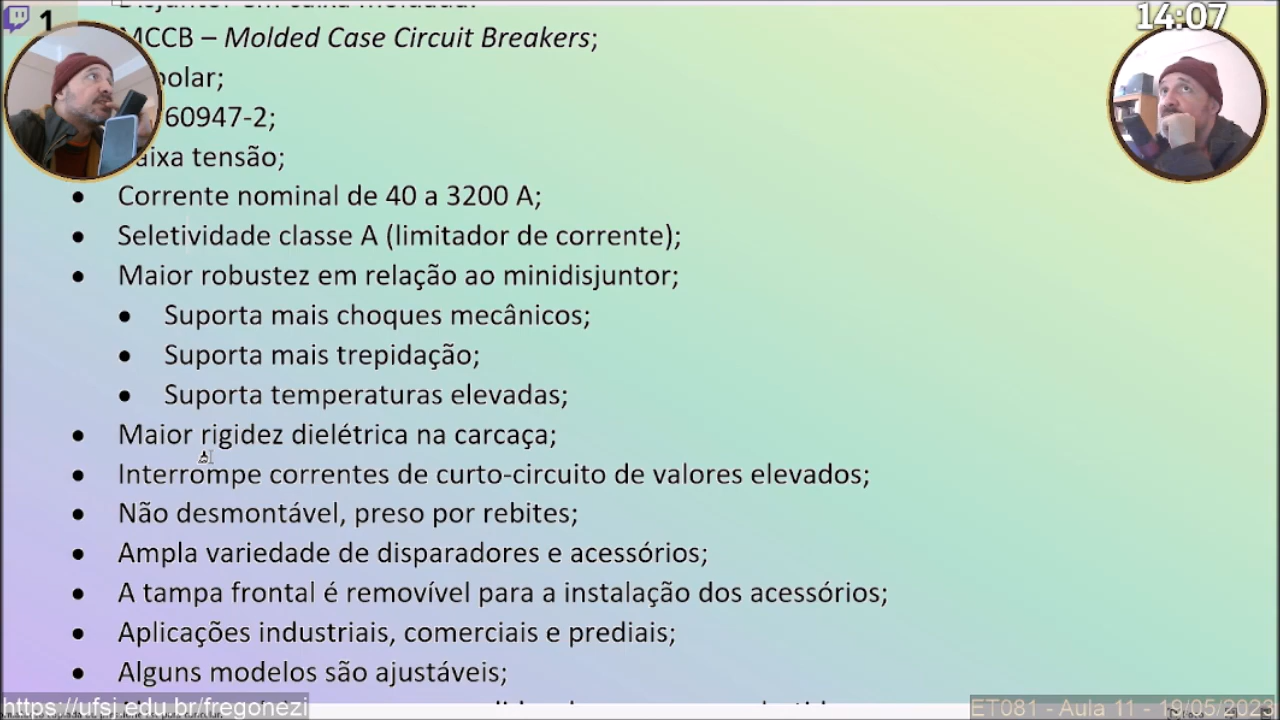 1
14:07
MCCB – Molded Case Circuit Breakers;
polar;
60947-2;
aixa tensão;
Corrente nominal de 40 a 3200 A;
Seletividade classe A (limitador de corrente);
Maior robustez em relação ao minidisjuntor;
Suporta mais choques mecânicos;
Suporta mais trepidação;
Suporta temperaturas elevadas;
Maior rigidez dielétrica na carcaça;
Interrompe correntes de curto-circuito de valores elevados;
Não desmontável, preso por rebites;
Ampla variedade de disparadores e acessórios;
A tampa frontal é removível para a instalação dos acessórios;
Aplicações industriais, comerciais e prediais;
Alguns modelos são ajustáveis;
https://ufsj.edu.br/fregonezi
ET081 - Aula 11 - 19/05/2023